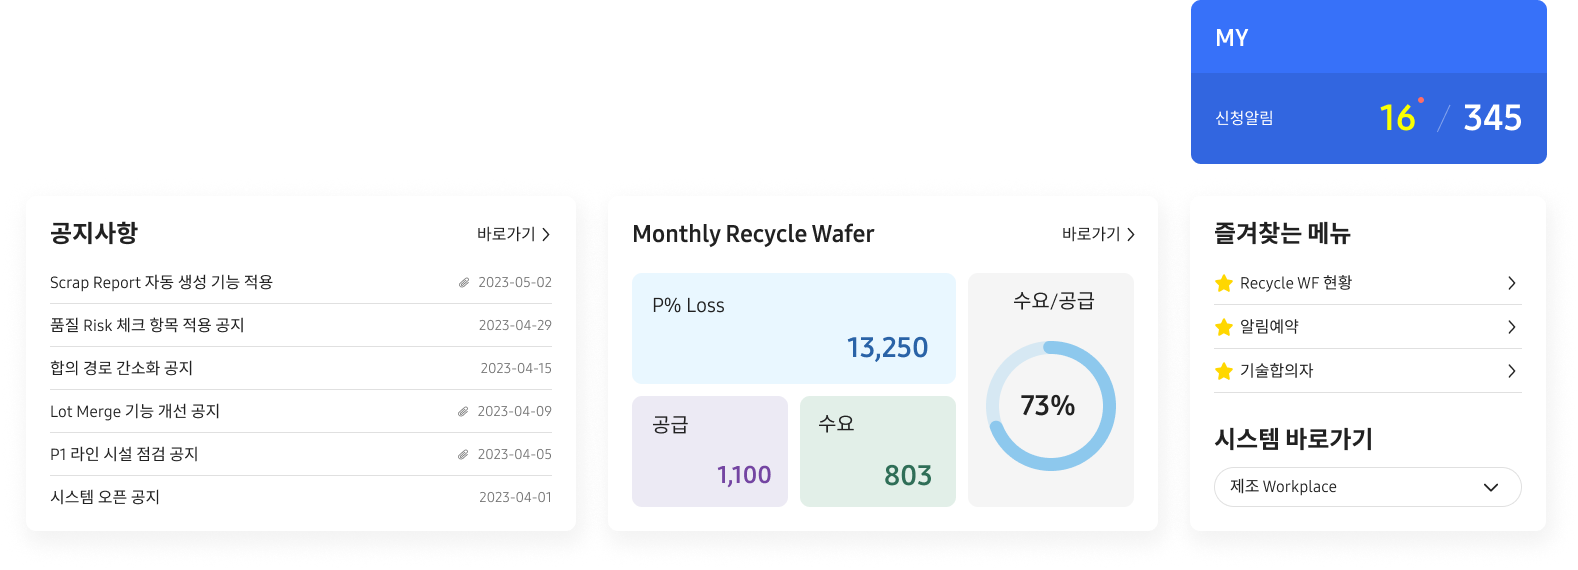 MY
신청알림 16 / 345
공지사항 바로가기
Scrap Report 자동 생성 기능 적용 2023-05-02
품질 Risk 체크 항목 적용 공지 2023-04-29
합의 경로 간소화 공지 2023-04-15
Lot Merge 기능 개선 공지 2023-04-09
P1 라인 시설 점검 공지 2023-04-05
시스템 오픈 공지 2023-04-01
Monthly Recycle Wafer 바로가기
P% Loss
13,250
공급
1,100
수요
803
수요/공급
73%
즐겨찾는 메뉴
Recycle WF 현황
알림예약
기술합의자
시스템 바로가기
제조 Workplace